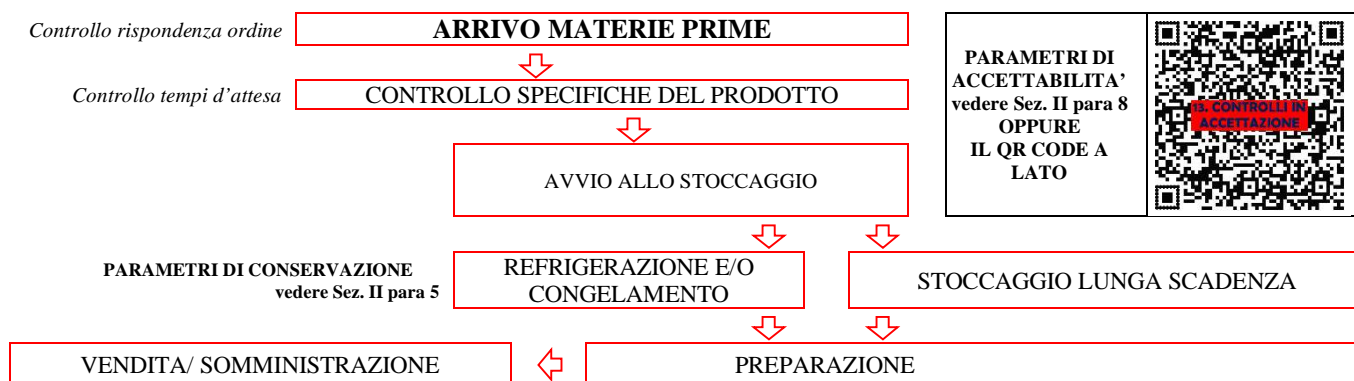 Controllo rispondenza ordine
ARRIVO MATERIE PRIME
Controllo tempi d'attesa
CONTROLLO SPECIFICHE DEL PRODOTTO
PARAMETRI DI
ACCETTABILITA'
vedere Sez. II para 8
OPPURE
IL QR CODE A
LATO
13. CONTROLLI IN
ACCETTAZIONE
AVVIO ALLO STOCCAGGIO
PARAMETRI DI CONSERVAZIONE
vedere Sez. II para 5
REFRIGERAZIONE E/O
CONGELAMENTO
STOCCAGGIO LUNGA SCADENZA
VENDITA/ SOMMINISTRAZIONE
PREPARAZIONE